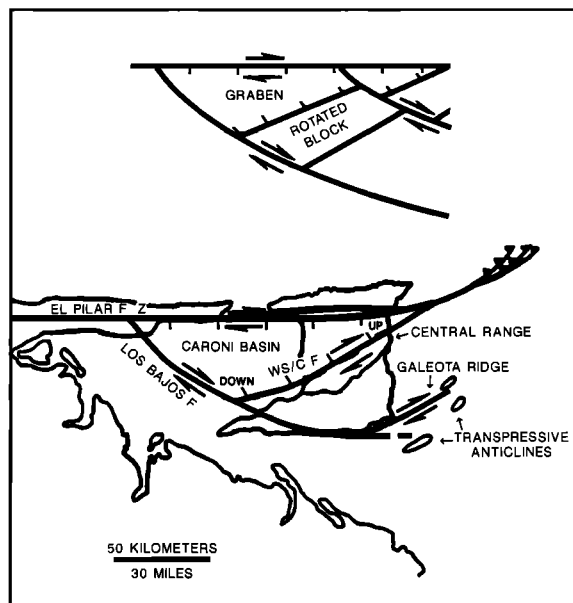 GRABEN
ROTATED
BLOCK
EL PILAR F Z
UP
CENTRAL RANGE
CARONI BASIN
WS/C F
LOS BAJOS F
DOWN
GALEOTA RIDGE
TRANSPRESSIVE
ANTICLINES
50 KILOMETERS
30 MILES